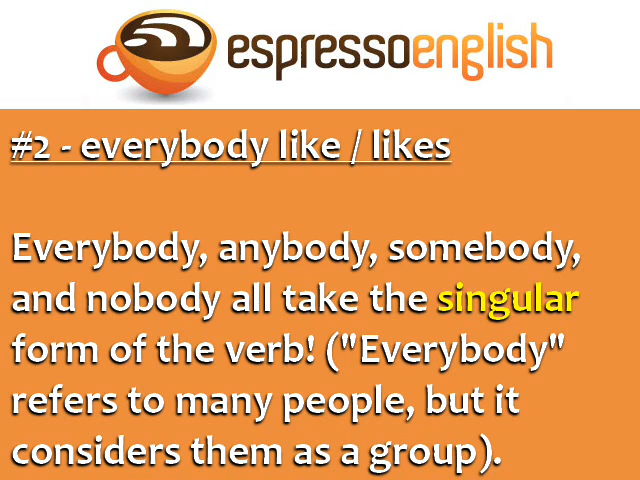 espressoenglish
#2 - everybody like / likes
Everybody, anybody, somebody,
and nobody all take the singular
form of the verb! ("Everybody"
refers to many people, but it
considers them as a group).